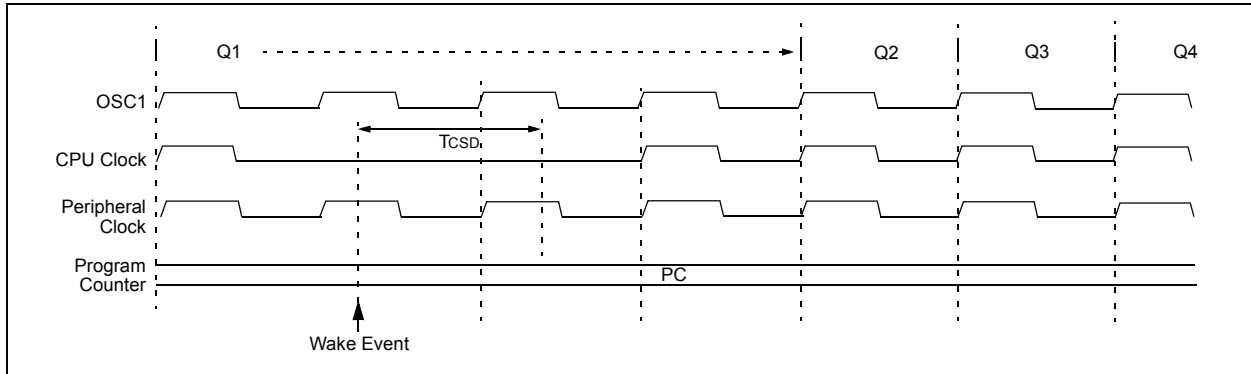 Q1 Q2 Q3 Q4
OSC1
TCSD
CPU Clock
Peripheral
Clock
Program
Counter
PC
Wake Event